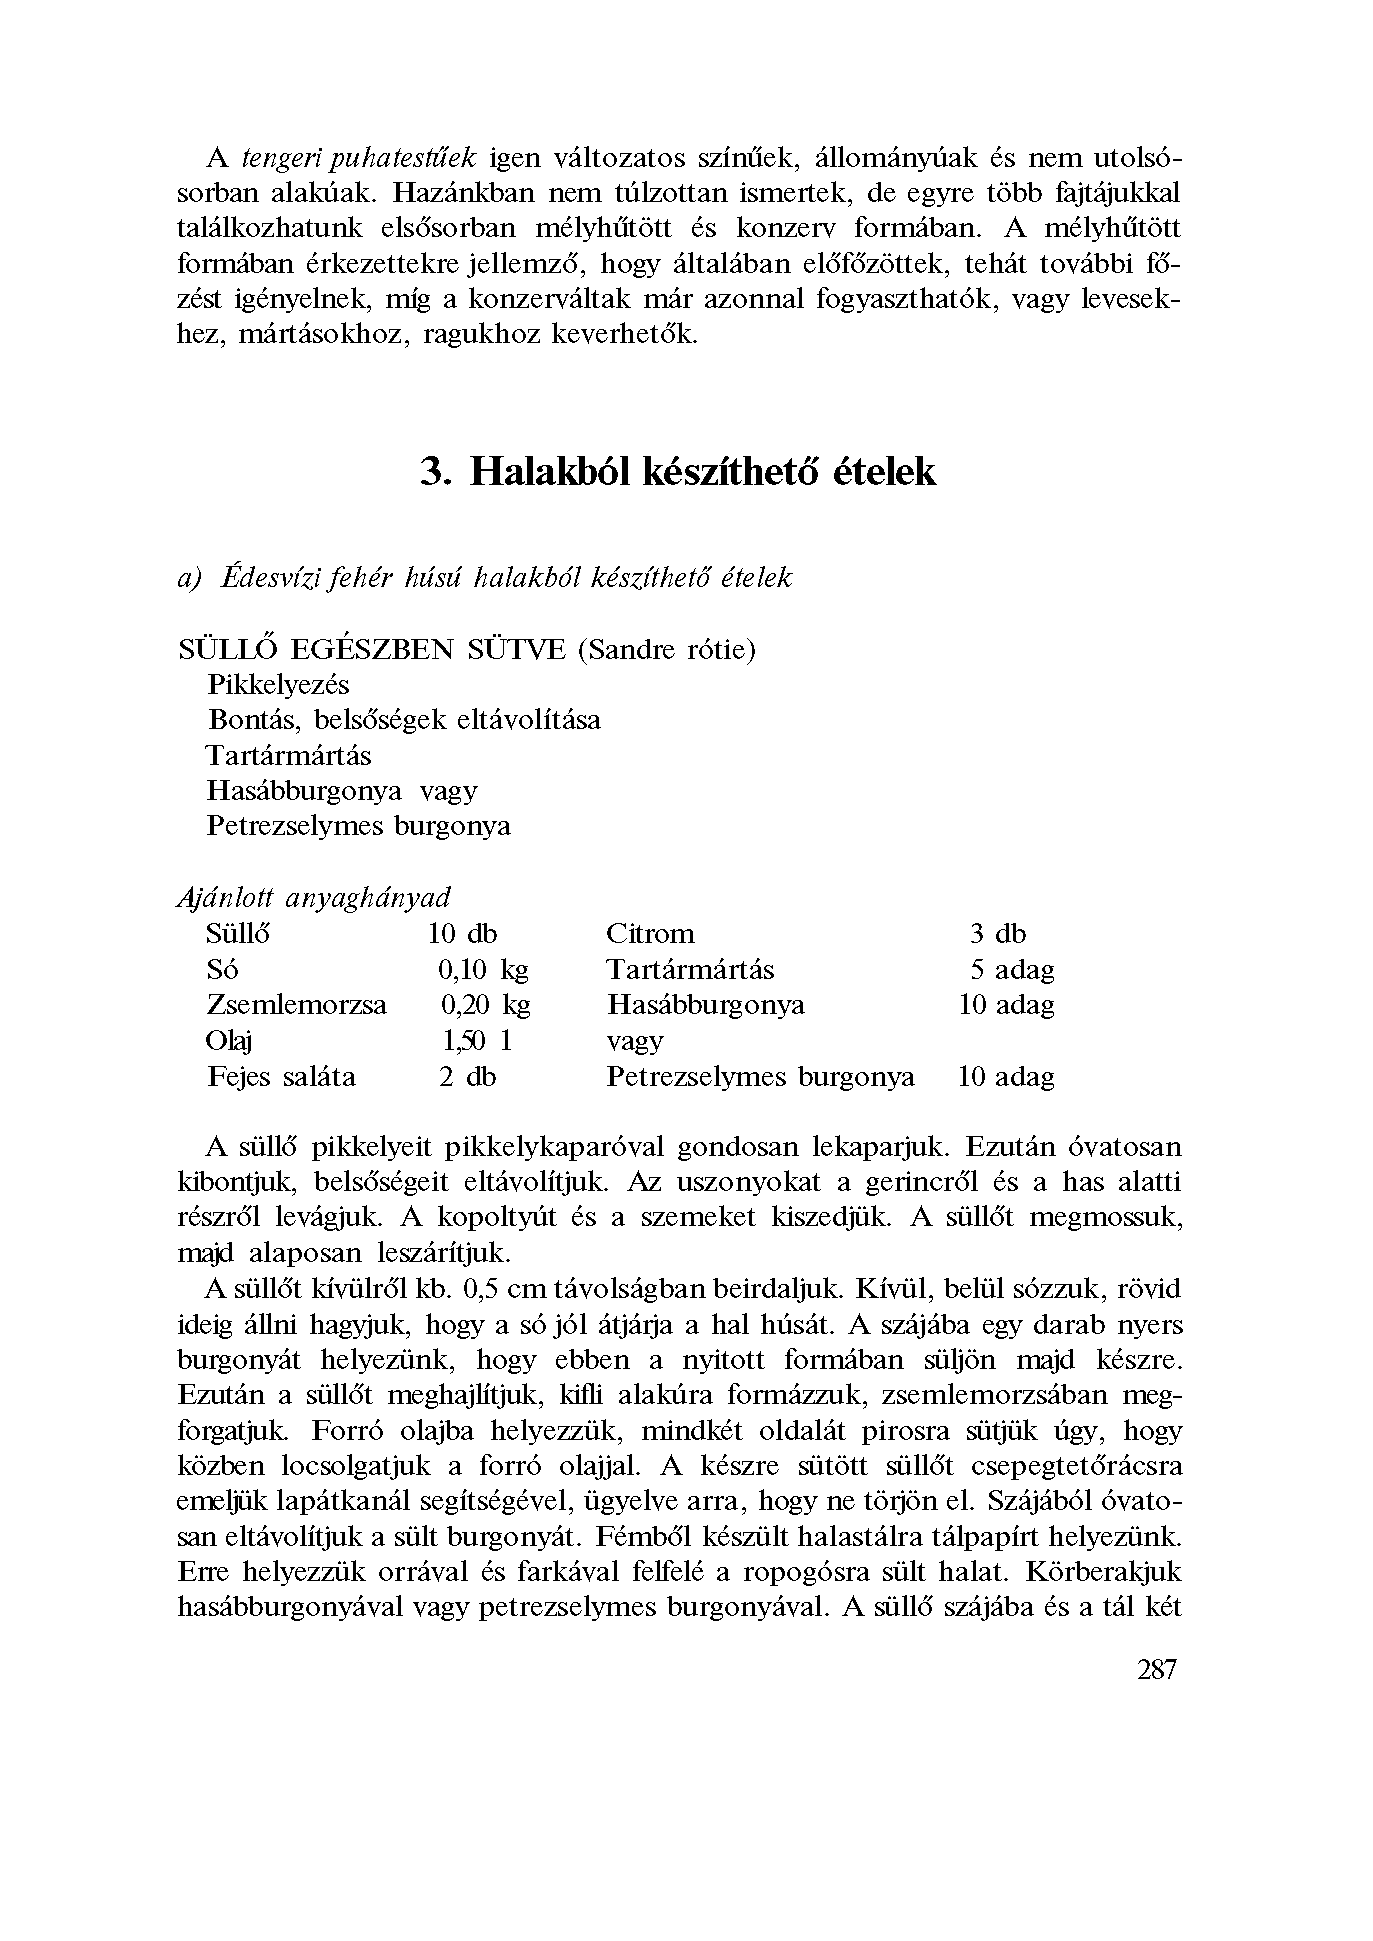 A tengeri puhatestűek igen változatos színűek, állományúak és nem utolsó-
sorban alakúak. Hazánkban nem túlzottan ismertek, de egyre több fajtájukkal
találkozhatunk elsősorban mélyhűtött és konzerv formában. A mélyhűtött
formában érkezettekre jellemző, hogy általában előfőzöttek, tehát további fő-
zést igényelnek, míg a konzerváltak már azonnal fogyaszthatók, vagy levesek-
hez, mártásokhoz, ragukhoz keverhetők.
3. Halakból készíthető ételek
a) Édesvízi fehér húsú halakból készíthető ételek
SÜLLŐ EGÉSZBEN SÜTVE (Sandre rótie)
Pikkelyezés
Bontás, belsőségek eltávolítása
Tartármártás
Hasábburgonya vagy
Petrezselymes burgonya
Ajánlott anyaghányad
Süllő 10 db Citrom 3 db
Só 0,10 kg Tartármártás 5 adag
Zsemlemorzsa 0,20 kg Hasábburgonya 10 adag
Olaj 1,50 l vagy
Fejes saláta 2 db Petrezselymes burgonya 10 adag
A süllő pikkelyeit pikkelykaparóval gondosan lekaparjuk. Ezután óvatosan
kibontjuk, belsőségeit eltávolítjuk. Az uszonyokat a gerincről és a has alatti
részről levágjuk. A kopoltyút és a szemeket kiszedjük. A süllőt megmossuk,
majd alaposan leszárítjuk.
A süllőt kívülről kb. 0,5 cm távolságban beirdaljuk. Kívül, belül sózzuk, rövid
ideig állni hagyjuk, hogy a só jól átjárja a hal húsát. A szájába egy darab nyers
burgonyát helyezünk, hogy ebben a nyitott formában süljön majd készre.
Ezután a süllőt meghajlítjuk, kifli alakúra formázzuk, zsemlemorzsában meg-
forgatjuk. Forró olajba helyezzük, mindkét oldalát pirosra sütjük úgy, hogy
közben locsolgatjuk a forró olajjal. A készre sütött süllőt csepegtetőrácsra
emeljük lapátkanál segítségével, ügyelve arra, hogy ne törjön el. Szájából óvato-
san eltávolítjuk a sült burgonyát. Fémből készült halastálra tálpapírt helyezünk.
Erre helyezzük orrával és farkával felfelé a ropogósra sült halat. Körberakjuk
hasábburgonyával vagy petrezselymes burgonyával. A süllő szájába és a tál két
287